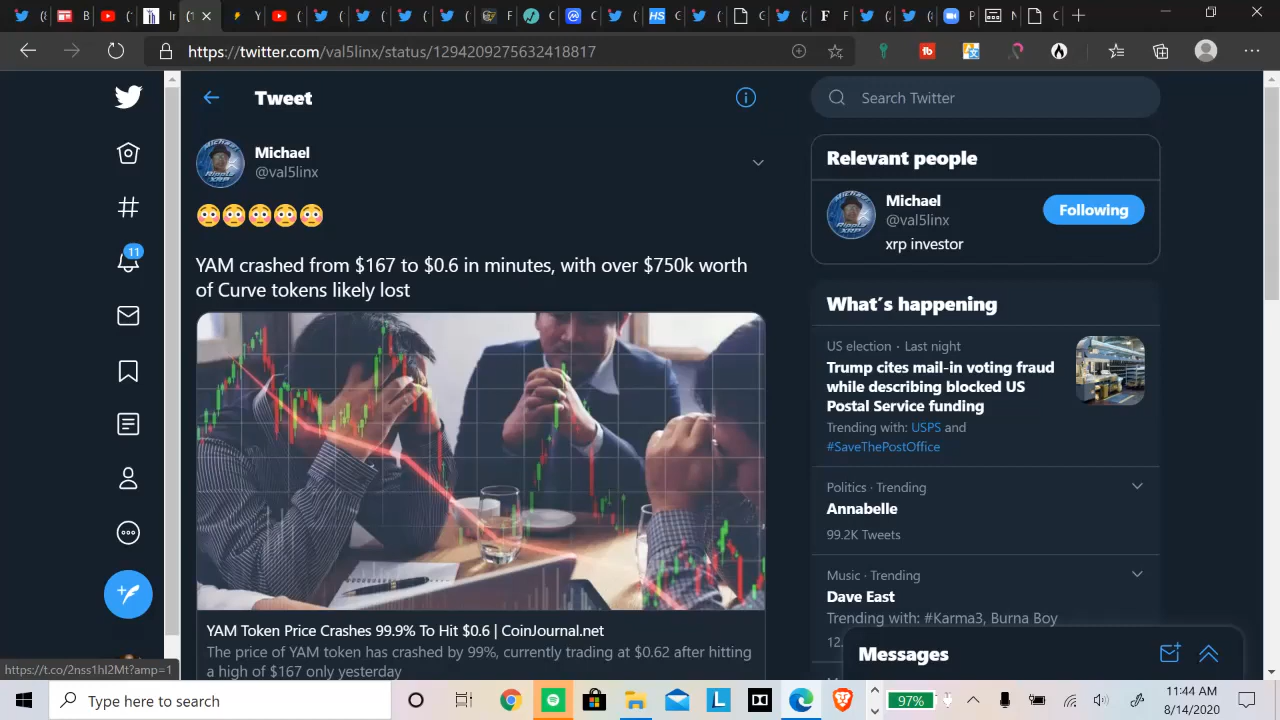 https://twitter.com/val5linx/status/1294209275632418817
Tweet
Search Twitter
Michael
@val5linx
😳😳😳😳😳
YAM crashed from $167 to $0.6 in minutes, with over $750k worth
of Curve tokens likely lost
YAM Token Price Crashes 99.9% To Hit $0.6 | CoinJournal.net
The price of YAM token has crashed by 99%, currently trading at $0.62 after hitting
a high of $167 only yesterday
Relevant people
Michael
@val5linx
Following
xrp investor
What's happening
US election · Last night
Trump cites mail-in voting fraud
while describing blocked US
Postal Service funding
Trending with: USPS and
#SaveThePostOffice
Politics · Trending
Annabelle
99.2K Tweets
Music · Trending
Dave East
Trending with: #Karma3, Burna Boy
12.
Messages
11
https://t.co/2nss1hI2Mt?amp=1
Type here to search
97%
11:44 AM
8/14/2020